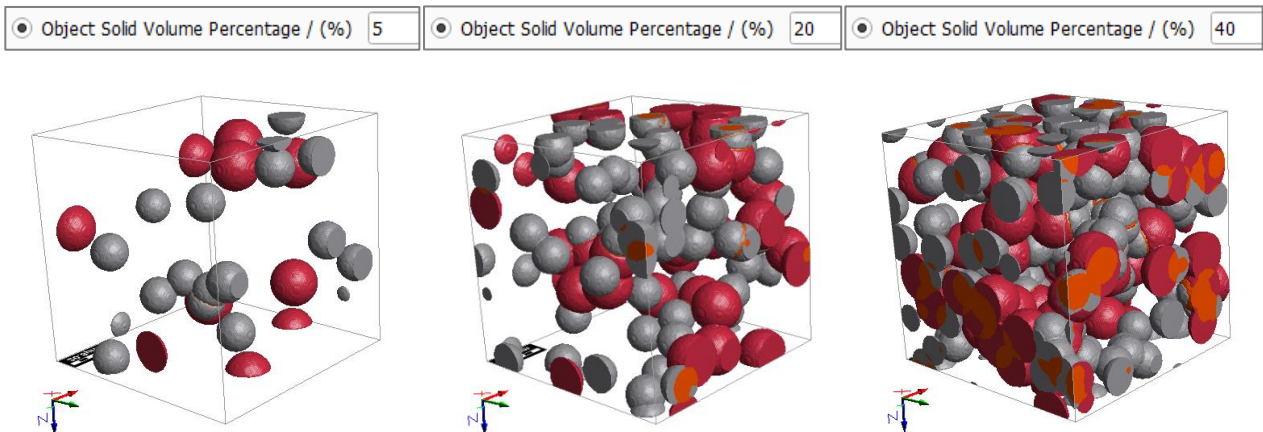 Object Solid Volume Percentage / (%) 5
Object Solid Volume Percentage / (%) 20
Object Solid Volume Percentage / (%) 40
Z
Z
Z